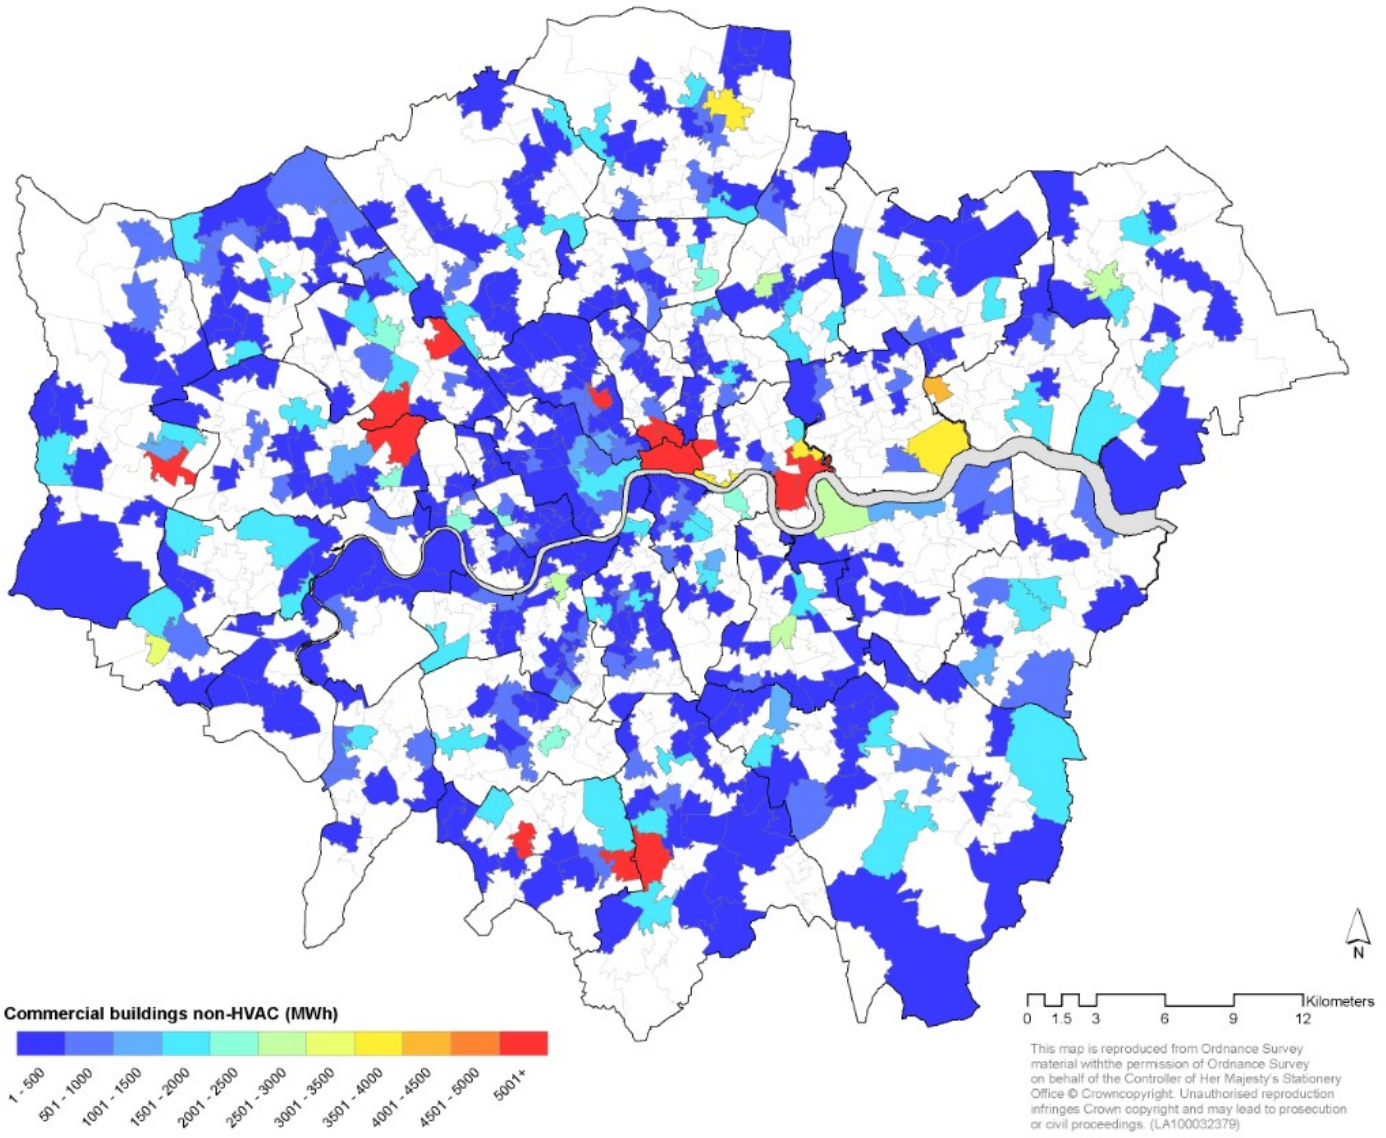 N
Kilometers
0 1.5 3 6 9 12
Commercial buildings non-HVAC (MWh)
1 - 500
501 - 1000
1001 - 1500
1501 - 2000
2001 - 2500
2501 - 3000
3001 - 3500
3501 - 4000
4001 - 4500
4501 - 5000
5001+
This map is reproduced from Ordnance Survey
material withthe permission of Ordnance Survey
on behalf of the Controller of Her Majesty's Stationery
Office © Crowncopyright. Unauthorised reproduction
infringes Crown copyright and may lead to prosecution
or civil proceedings. (LA100032379)